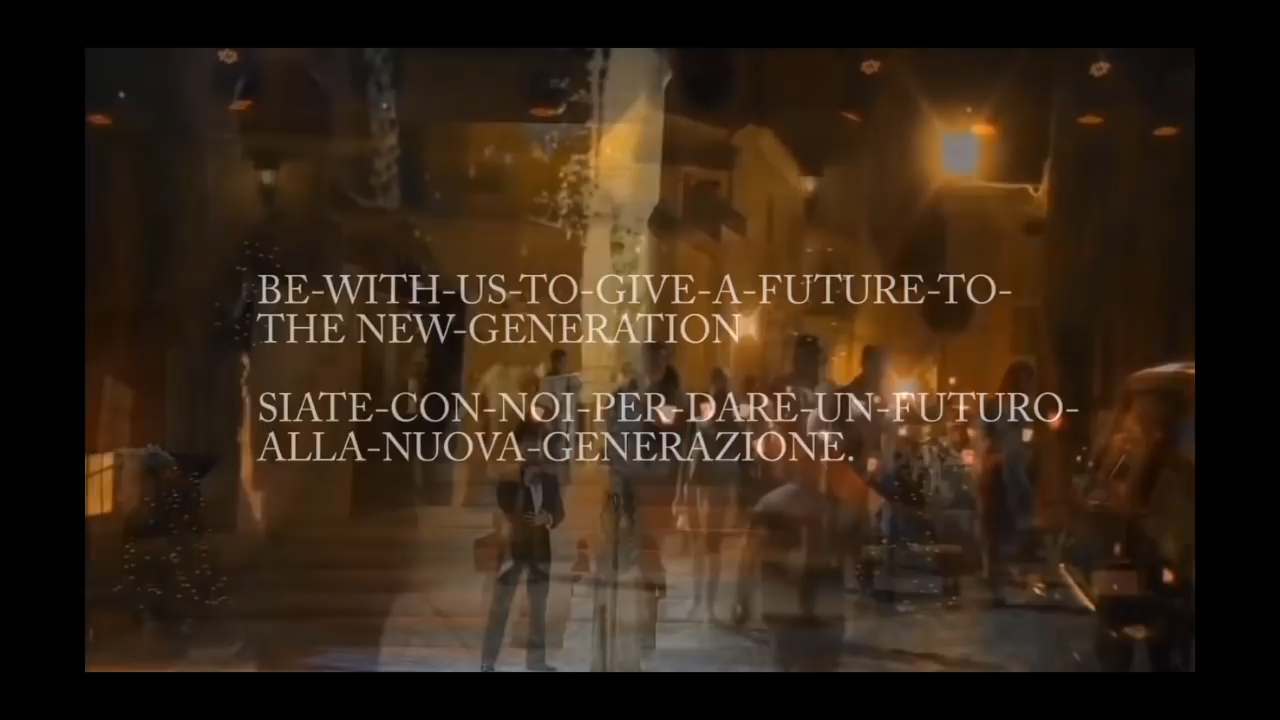 BE-WITH-US-TO-GIVE-A-FUTURE-TO-
THE NEW-GENERATION
SIATE-CON-NOI-PER-DARE-UN-FUTURO-
ALLA-NUOVA-GENERAZIONE.